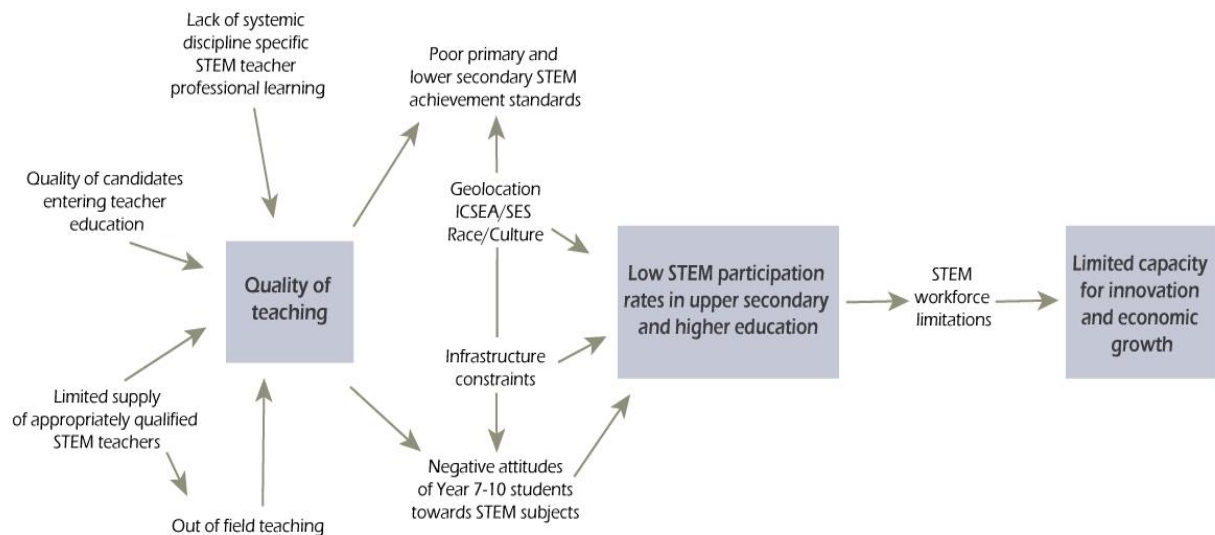 Lack of systemic
discipline specific
STEM teacher
professional learning
Poor primary and
lower secondary STEM
achievement standards
Quality of candidates
entering teacher
education
Geolocation
ICSEA/SES
Race/Culture
Quality of
teaching
Low STEM participation
rates in upper secondary
and higher education
STEM
workforce
limitations
Limited capacity
for innovation
and economic
growth
Infrastructure
constraints
Limited supply
of appropriately qualified
STEM teachers
Negative attitudes
of Year 7-10 students
towards STEM subjects
Out of field teaching